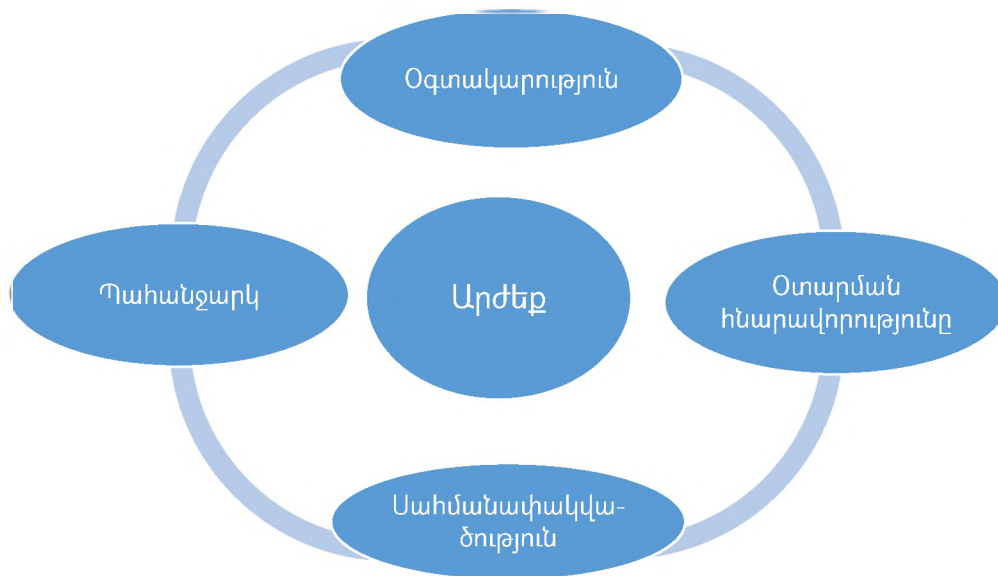 Օգտակարություն
Պահանջարկ
Արժեք
Օտարման
հնարավորությունը
Սահմանափակվա-
ծություն